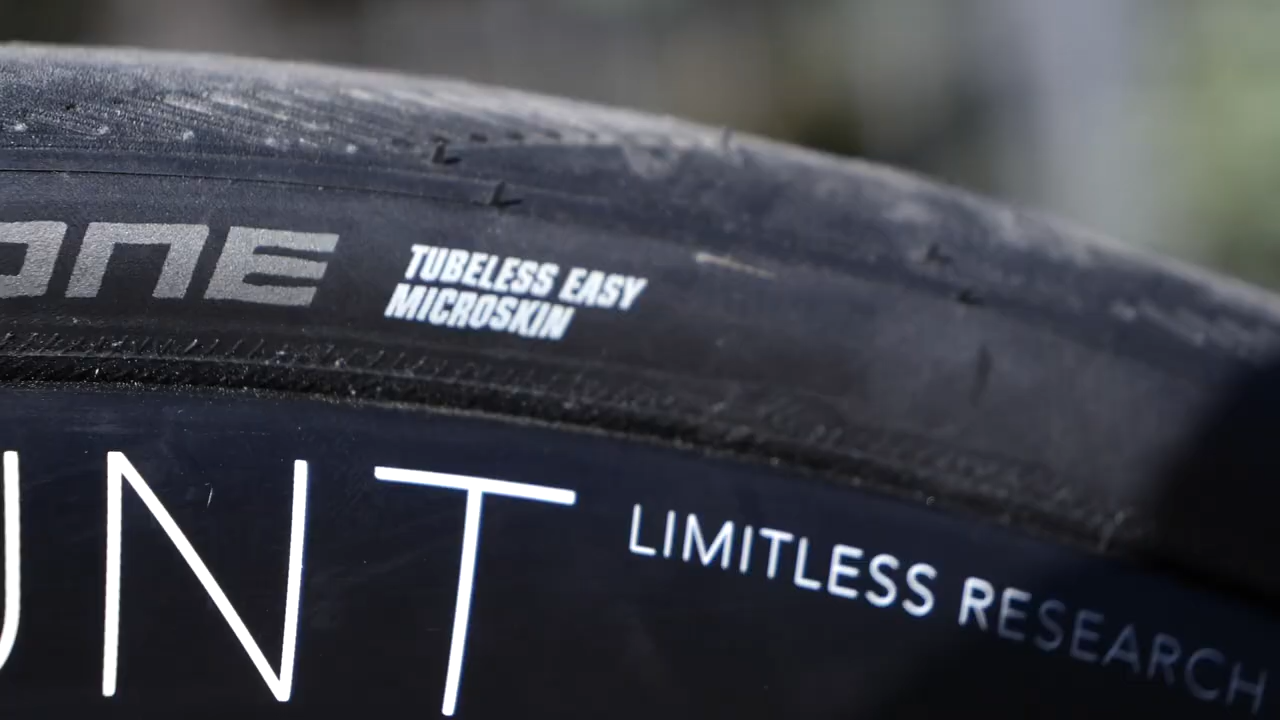 ONE
TUBELESS EASY
MICROSKIN
UNT
LIMITLESS RESEARCH